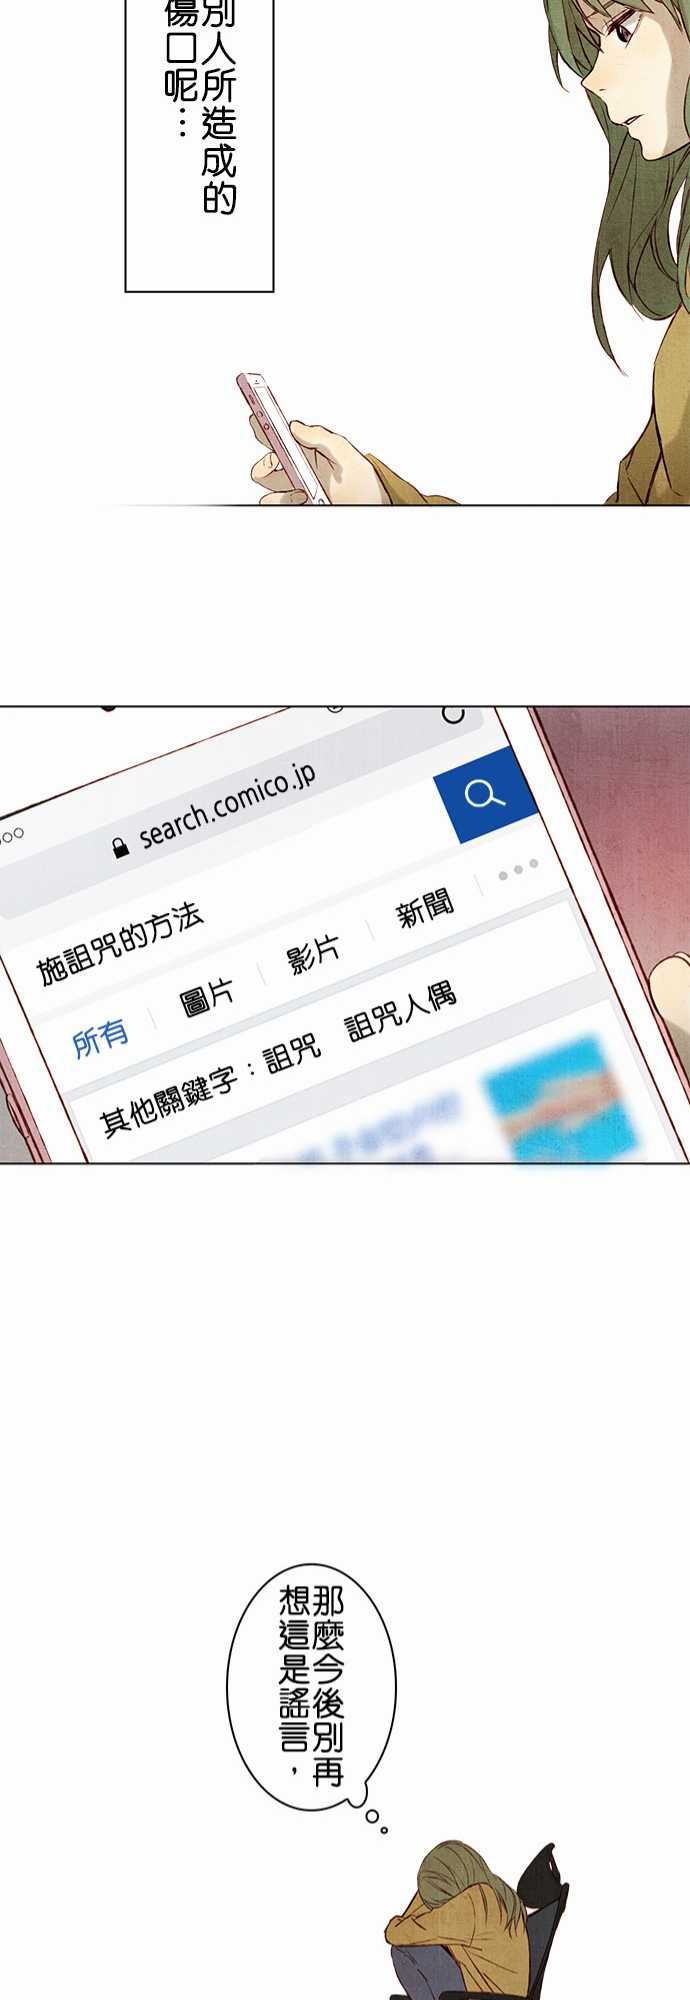 別人所造成的
傷口呢…
search.comico.jp
施詛咒的方法
所有 圖片 影片 新聞
其他關鍵字：詛咒　詛咒人偶
那麼今後別再
想這是謠言，